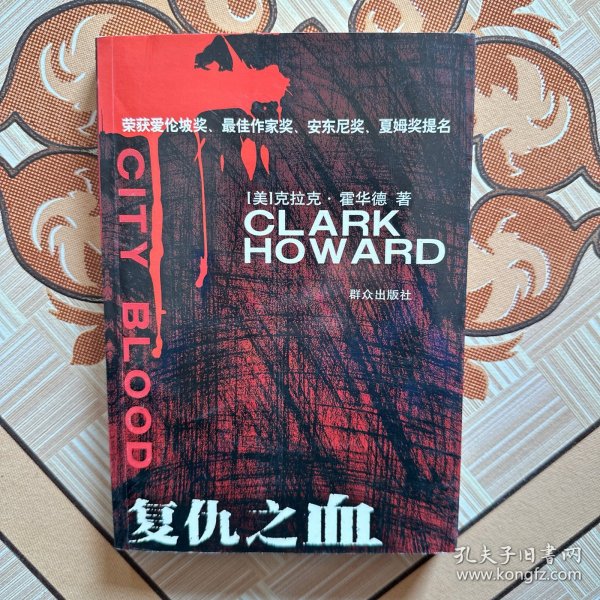 荣获爱伦坡奖、最佳作家奖、安东尼奖、夏姆奖提名
CITY BLOOD
[美]克拉克·霍华德 著
CLARK
HOWARD
群众出版社
复仇之血
孔夫子旧书网
www.kongfz.com